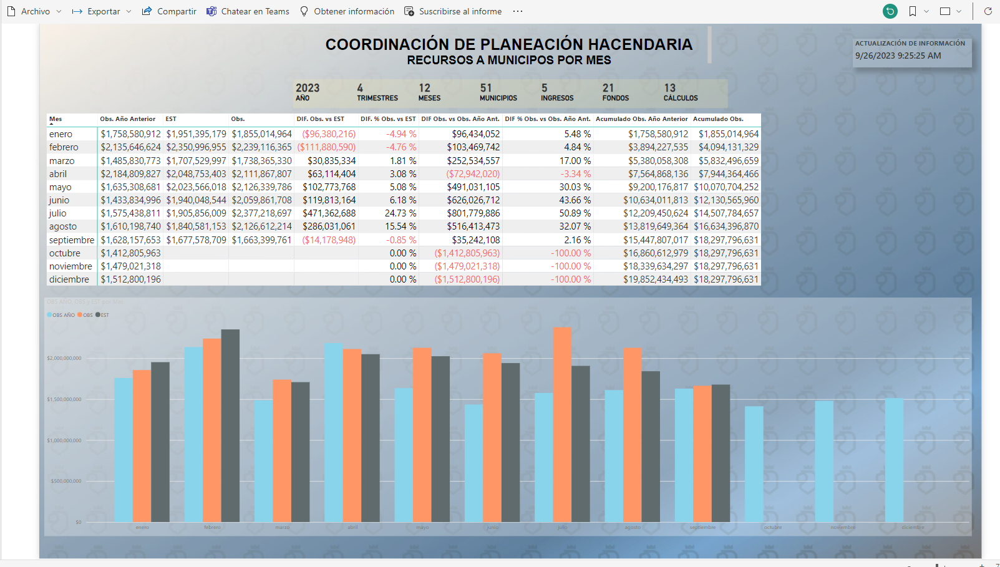 Archivo Exportar Compartir Chatear en Teams Obtener información Suscribirse al informe ...
COORDINACIÓN DE PLANEACIÓN HACENDARIA
RECURSOS A MUNICIPOS POR MES
ACTUALIZACIÓN DE INFORMACIÓN
9/26/2023 9:25:25 AM
2023 4 12 51 5 21 13
AÑO TRIMESTRES MESES MUNICIPIOS INGRESOS FONDOS CÁLCULOS
Mes Obs. Año Anterior EST Obs. DIF. Obs. vs EST DIF. % Obs. vs EST DIF Obs. vs Obs. Año Ant. DIF % Obs. vs Obs. Año Ant. Acumulado Obs. Año Anterior Acumulado Obs.
enero $1,758,580,912 $1,951,395,179 $1,855,014,964 ($96,380,216) -4.94 % $96,434,052 5.48 % $1,758,580,912 $1,855,014,964
febrero $2,135,646,624 $2,350,996,955 $2,239,116,365 ($111,880,590) -4.76 % $103,469,742 4.84 % $3,894,227,535 $4,094,131,329
marzo $1,485,830,773 $1,707,529,997 $1,738,365,330 $30,835,334 1.81 % $252,534,557 17.00 % $5,380,058,308 $5,832,496,659
abril $2,184,809,827 $2,048,753,403 $2,111,867,807 $63,114,404 3.08 % ($72,942,020) -3.34 % $7,564,868,136 $7,944,364,466
mayo $1,635,308,681 $2,023,566,018 $2,126,339,786 $102,773,768 5.08 % $491,031,105 30.03 % $9,200,176,817 $10,070,704,252
junio $1,433,834,996 $1,940,048,544 $2,059,861,708 $119,813,164 6.18 % $626,026,712 43.66 % $10,634,011,813 $12,130,565,960
julio $1,575,438,811 $1,905,856,009 $2,377,218,697 $471,362,688 24.73 % $801,779,886 50.89 % $12,209,450,624 $14,507,784,657
agosto $1,610,198,740 $1,840,581,153 $2,126,612,214 $286,031,061 15.54 % $516,413,473 32.07 % $13,819,649,364 $16,634,396,870
septiembre $1,628,157,653 $1,677,578,709 $1,663,399,761 ($14,178,948) -0.85 % $35,242,108 2.16 % $15,447,807,017 $18,297,796,631
octubre $1,412,805,963 0.00 % ($1,412,805,963) -100.00 % $16,860,612,979 $18,297,796,631
noviembre $1,479,021,318 0.00 % ($1,479,021,318) -100.00 % $18,339,634,297 $18,297,796,631
diciembre $1,512,800,196 0.00 % ($1,512,800,196) -100.00 % $19,852,434,493 $18,297,796,631
OBS AÑO, OBS y EST por Mes
OBS AÑO OBS EST
$2,000,000,000
$1,500,000,000
$1,000,000,000
$500,000,000
$0
enero febrero marzo abril mayo junio julio agosto septiembre octubre noviembre diciembre